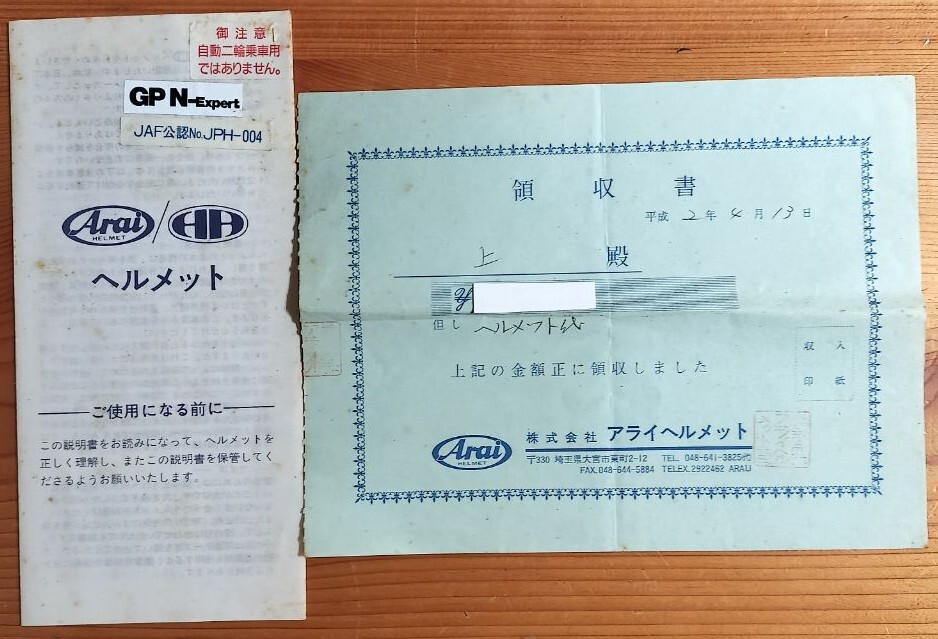 御注意
自動二輪乗車用
ではありません。
GP N-Expert
JAF公認No.JPH-004
Arai HELMET / HA
ヘルメット
ご使用になる前に
この説明書をお読みになって、ヘルメットを
正しく理解し、またこの説明書を保管してく
ださるようお願いいたします。
領収書
平成 2年 4月 13日
上 殿
但し ヘルメット代
収入
印紙
上記の金額正に領収しました
Arai HELMET
株式会社 アライヘルメット
〒330 埼玉県大宮市東町2-12 TEL. 048-641-3825
FAX.048-644-5884 TELEX.2922462 ARAIJ